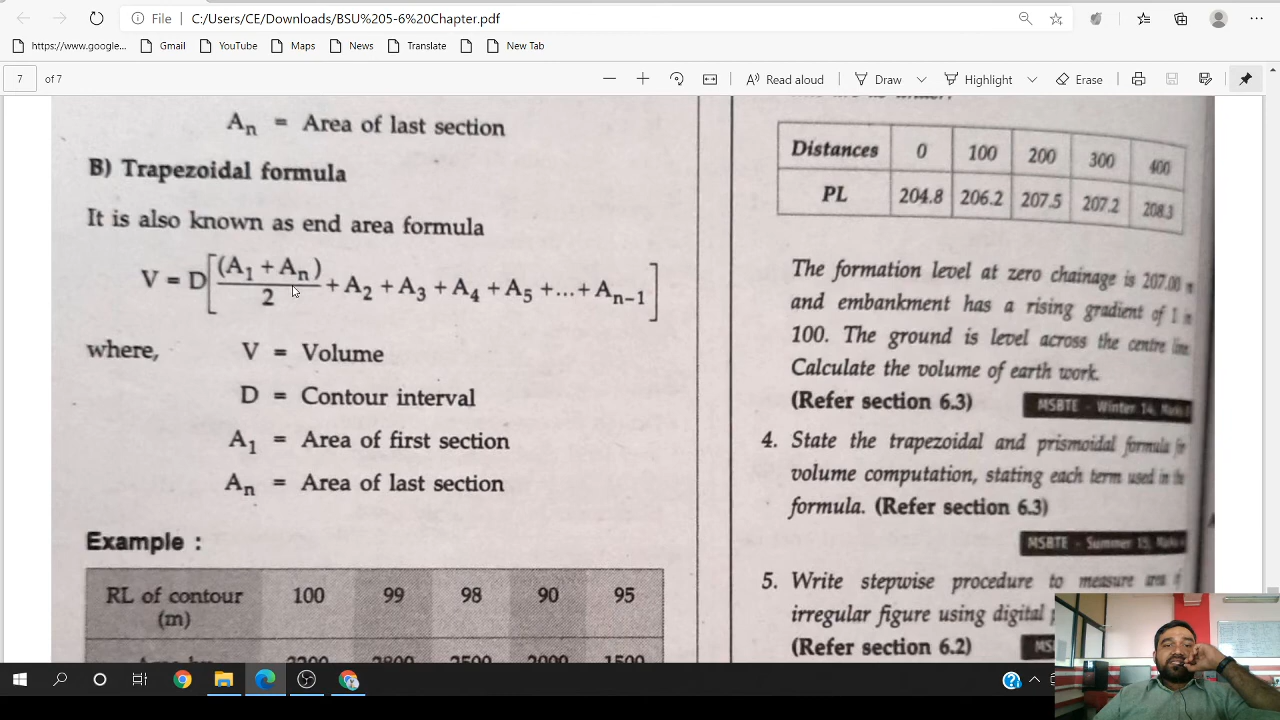 File
C:/Users/CE/Downloads/BSU%205-6%20Chapter.pdf
https://www.google... Gmail YouTube Maps News Translate New Tab
7 of 7 Read aloud Draw Highlight Erase
An = Area of last section
B) Trapezoidal formula
It is also known as end area formula
V = D[(A1 + An)/2 + A2 + A3 + A4 + A5 + ... + An–1]
where, V = Volume
D = Contour interval
A1 = Area of first section
An = Area of last section
Example :
RL of contour (m) 100 99 98 90 95
Distances 0 100 200 300 400
PL 204.8 206.2 207.5 207.2 208.3
The formation level at zero chainage is 207.00 m
and embankment has a rising gradient of 1 in
100. The ground is level across the centre line.
Calculate the volume of earth work.
(Refer section 6.3)
MSBTE - Winter 14,
4. State the trapezoidal and prismoidal formula for
volume computation, stating each term used in the
formula. (Refer section 6.3)
MSBTE - Summer 15,
5. Write stepwise procedure to measure area of
irregular figure using digital
(Refer section 6.2)